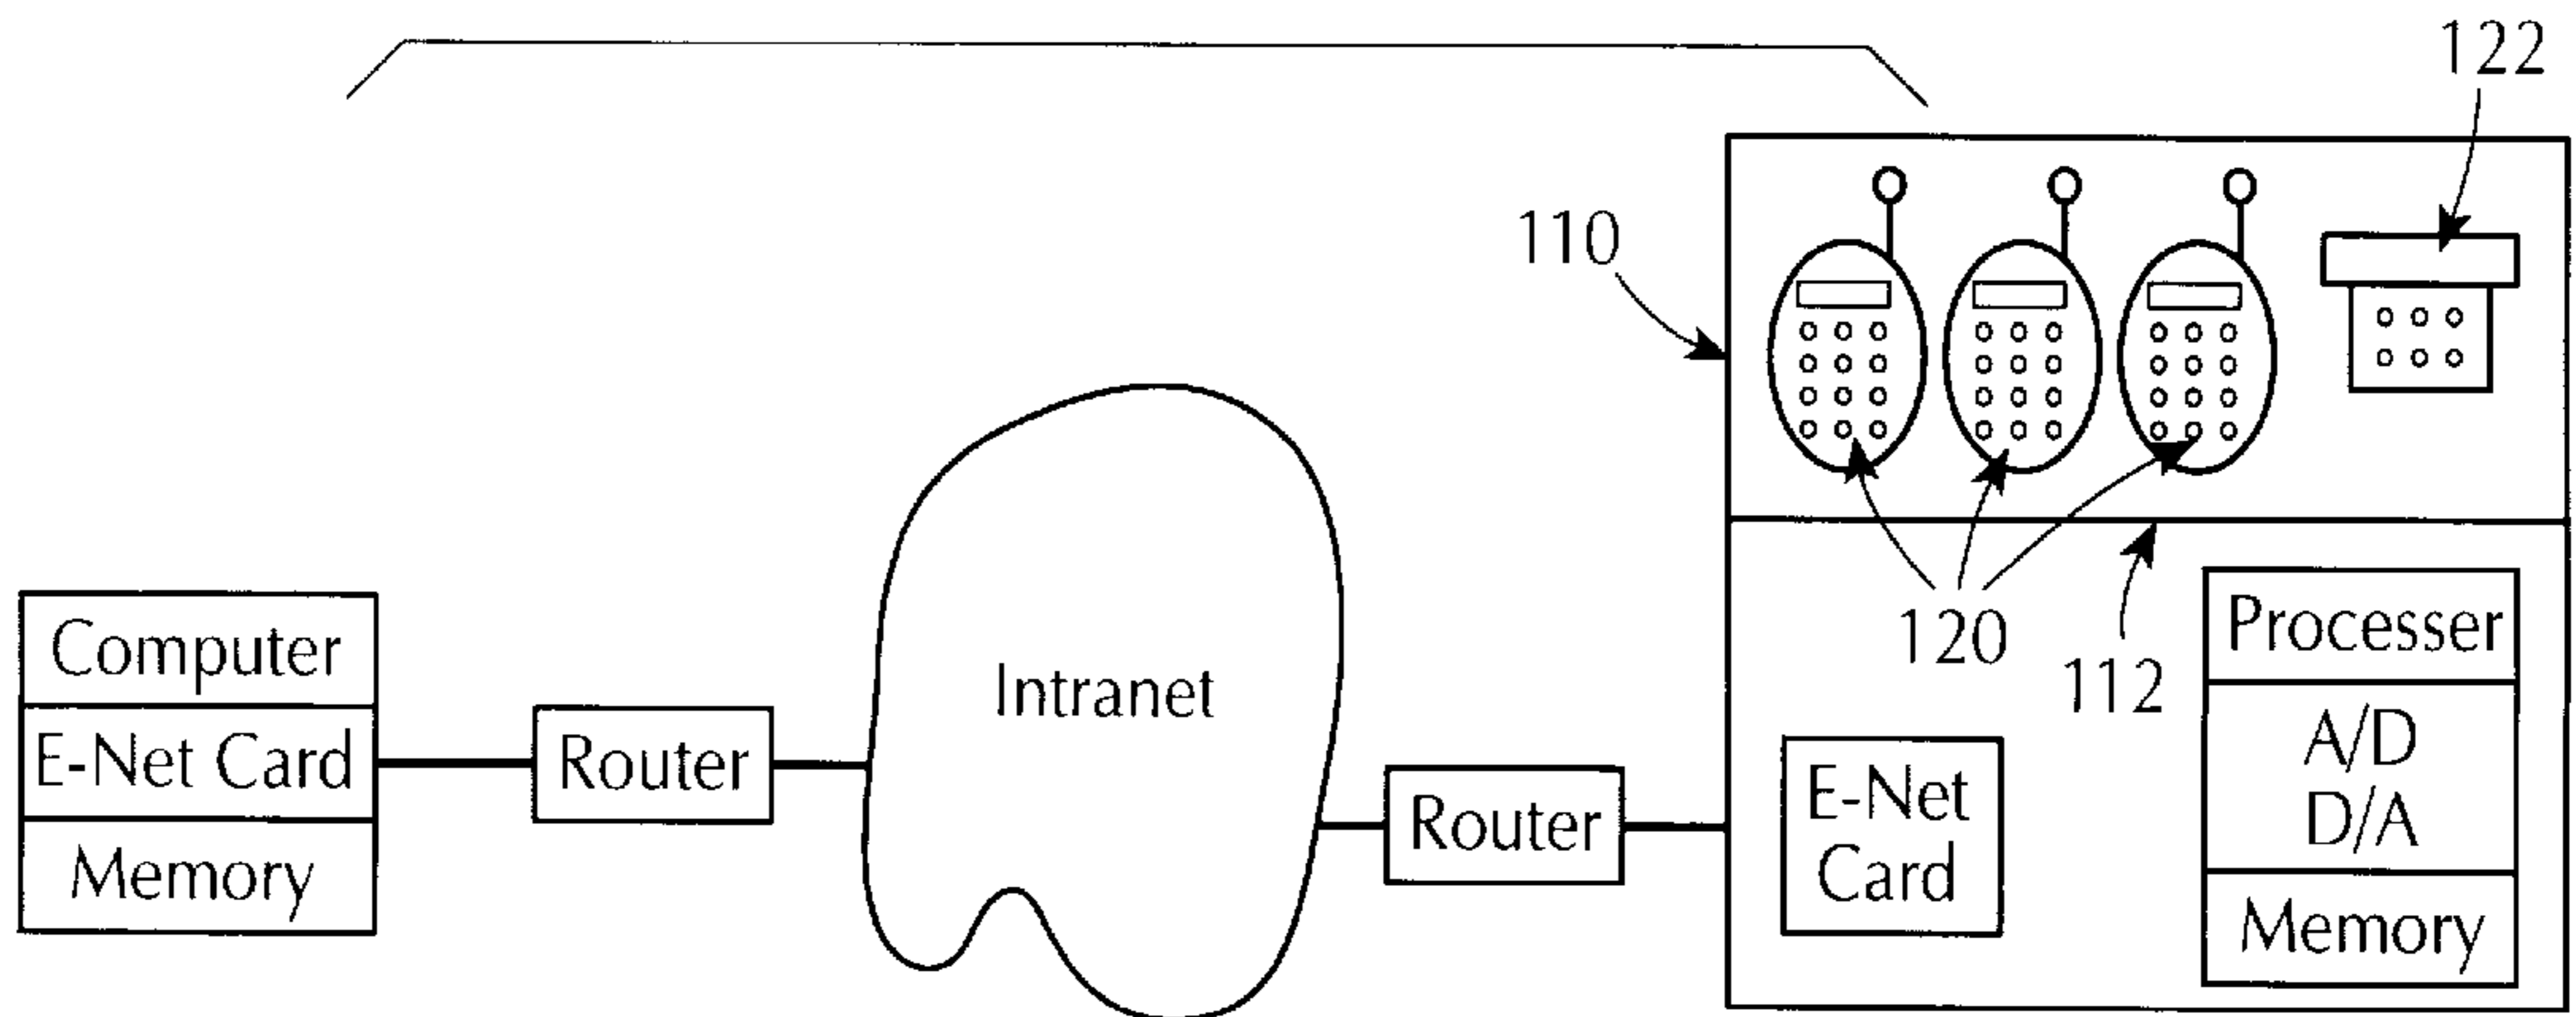 122
110
120
112
Computer
E-Net Card
Memory
Router
Intranet
Router
E-Net
Card
Processer
A/D
D/A
Memory